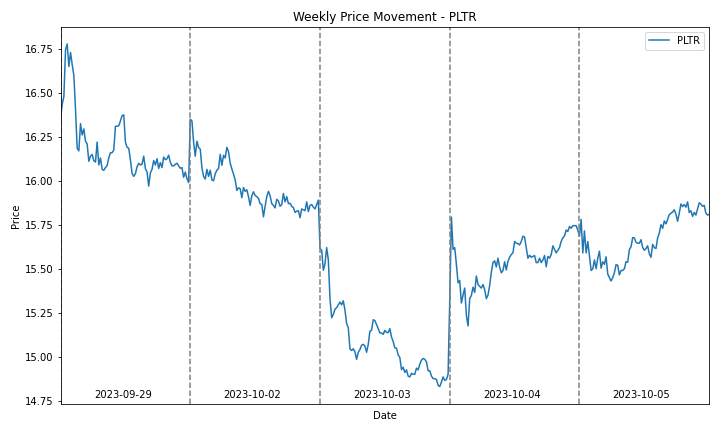 Weekly Price Movement - PLTR
PLTR
16.75
16.50
16.25
16.00
15.75
15.50
15.25
15.00
14.75
Price
2023-09-29 2023-10-02 2023-10-03 2023-10-04 2023-10-05
Date